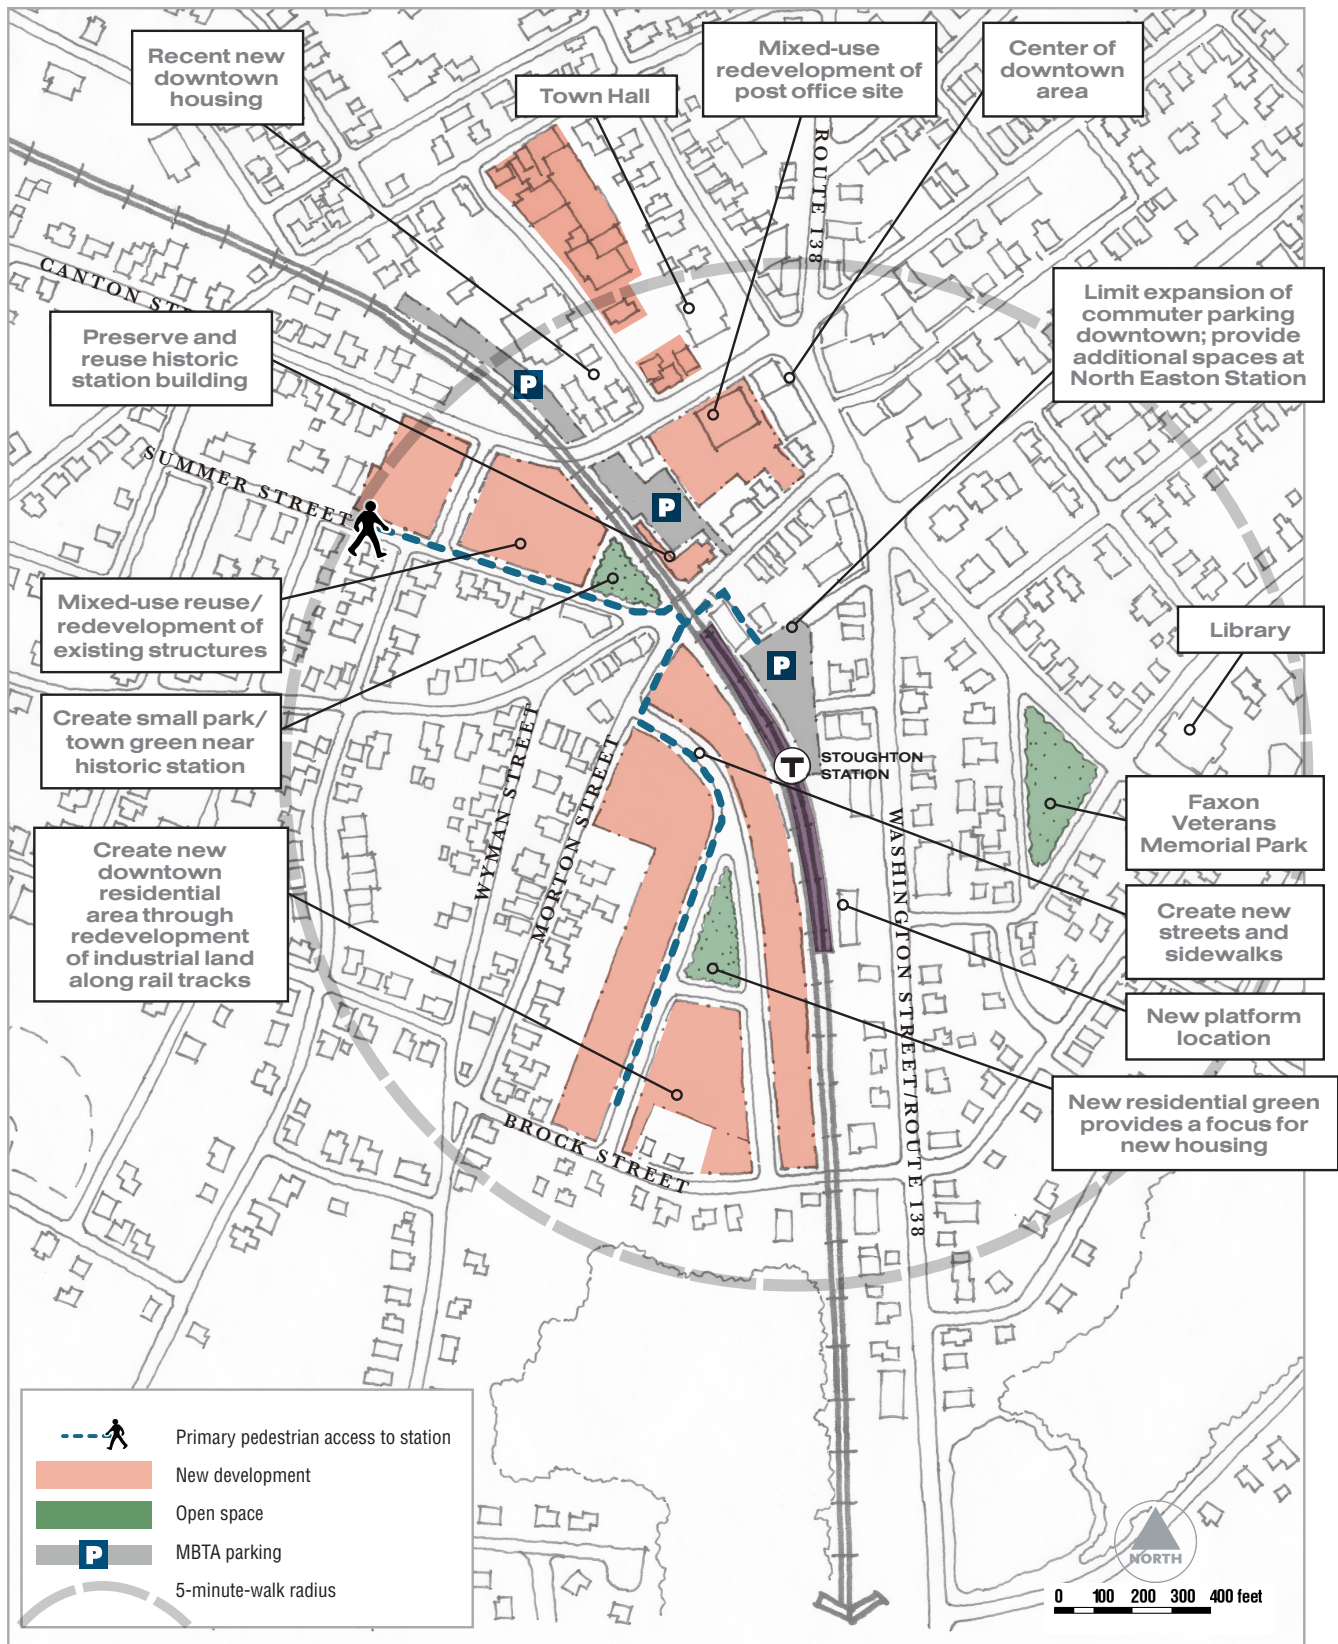 Recent new
downtown
housing
Town Hall
Mixed-use
redevelopment of
post office site
Center of
downtown
area
ROUTE 138
CANTON ST
Preserve and
reuse historic
station building
Limit expansion of
commuter parking
downtown; provide
additional spaces at
North Easton Station
P
SUMMER STREET
P
Mixed-use reuse/
redevelopment of
existing structures
Library
P
Create small park/
town green near
historic station
WYMAN STREET
MORTON STREET
T
STOUGHTON
STATION
Faxon
Veterans
Memorial Park
WASHINGTON STREET/ROUTE 138
Create new
downtown
residential
area through
redevelopment
of industrial land
along rail tracks
Create new
streets and
sidewalks
New platform
location
New residential green
provides a focus for
new housing
BROCK STREET
Primary pedestrian access to station
New development
Open space
P
MBTA parking
5-minute-walk radius
NORTH
0 100 200 300 400 feet